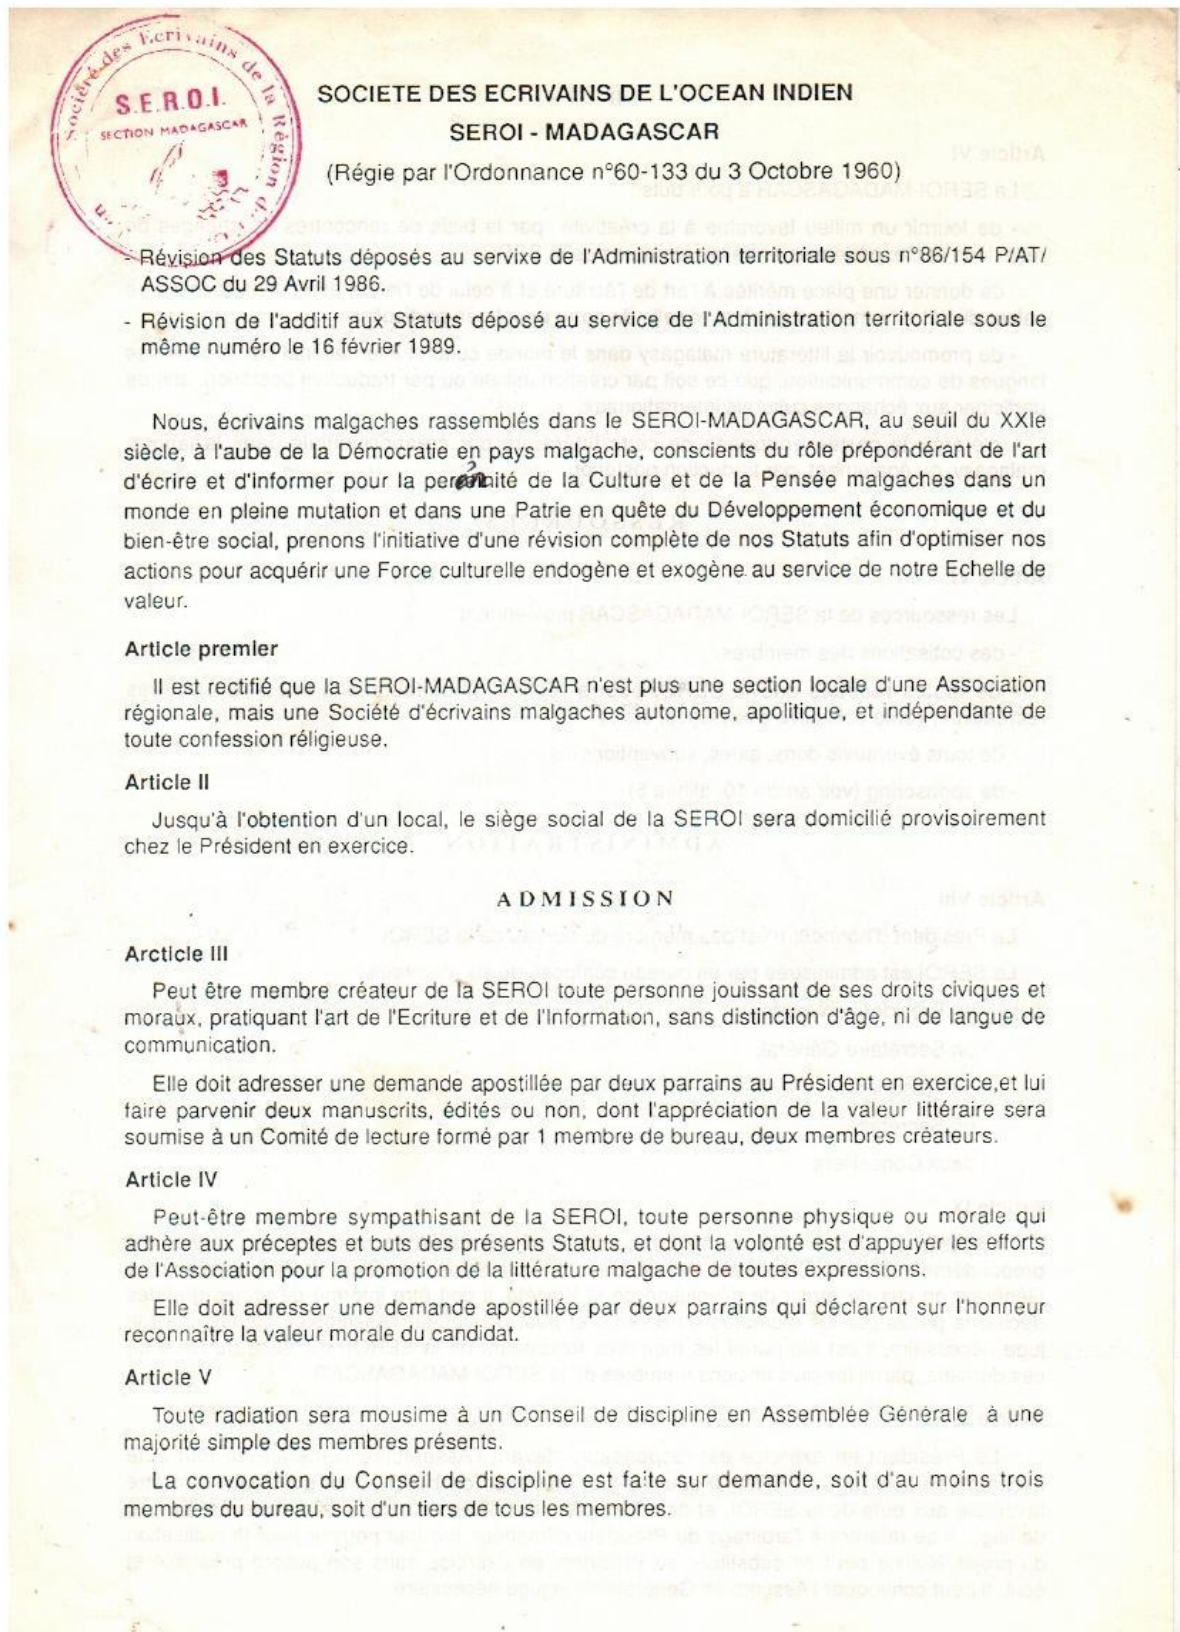 Société des Ecrivains de la Région de
S.E.R.O.I.
SECTION MADAGASCAR
SOCIETE DES ECRIVAINS DE L'OCEAN INDIEN
SEROI - MADAGASCAR
(Régie par l'Ordonnance n°60-133 du 3 Octobre 1960)
- Révision des Statuts déposés au servixe de l'Administration territoriale sous n°86/154 P/AT/
ASSOC du 29 Avril 1986.
- Révision de l'additif aux Statuts déposé au service de l'Administration territoriale sous le
même numéro le 16 février 1989.
Nous, écrivains malgaches rassemblés dans le SEROI-MADAGASCAR, au seuil du XXIe
siècle, à l'aube de la Démocratie en pays malgache, conscients du rôle prépondérant de l'art
d'écrire et d'informer pour la de la Culture et de la Pensée malgaches dans un
monde en pleine mutation et dans une Patrie en quête du Développement économique et du
bien-être social, prenons l'initiative d'une révision complète de nos Statuts afin d'optimiser nos
actions pour acquérir une Force culturelle endogène et exogène au service de notre Echelle de
valeur.
Article premier
Il est rectifié que la SEROI-MADAGASCAR n'est plus une section locale d'une Association
régionale, mais une Société d'écrivains malgaches autonome, apolitique, et indépendante de
toute confession réligieuse.
Article II
Jusqu'à l'obtention d'un local, le siège social de la SEROI sera domicilié provisoirement
chez le Président en exercice.
ADMISSION
Arcticle III
Peut être membre créateur de la SEROI toute personne jouissant de ses droits civiques et
moraux, pratiquant l'art de l'Ecriture et de l'Information, sans distinction d'âge, ni de langue de
communication.
Elle doit adresser une demande apostillée par deux parrains au Président en exercice,et lui
faire parvenir deux manuscrits, édités ou non, dont l'appréciation de la valeur littéraire sera
soumise à un Comité de lecture formé par 1 membre de bureau, deux membres créateurs.
Article IV
Peut-être membre sympathisant de la SEROI, toute personne physique ou morale qui
adhère aux préceptes et buts des présents Statuts, et dont la volonté est d'appuyer les efforts
de l'Association pour la promotion de la littérature malgache de toutes expressions.
Elle doit adresser une demande apostillée par deux parrains qui déclarent sur l'honneur
reconnaître la valeur morale du candidat.
Article V
Toute radiation sera mousime à un Conseil de discipline en Assemblée Générale à une
majorité simple des membres présents.
La convocation du Conseil de discipline est faite sur demande, soit d'au moins trois
membres du bureau, soit d'un tiers de tous les membres.